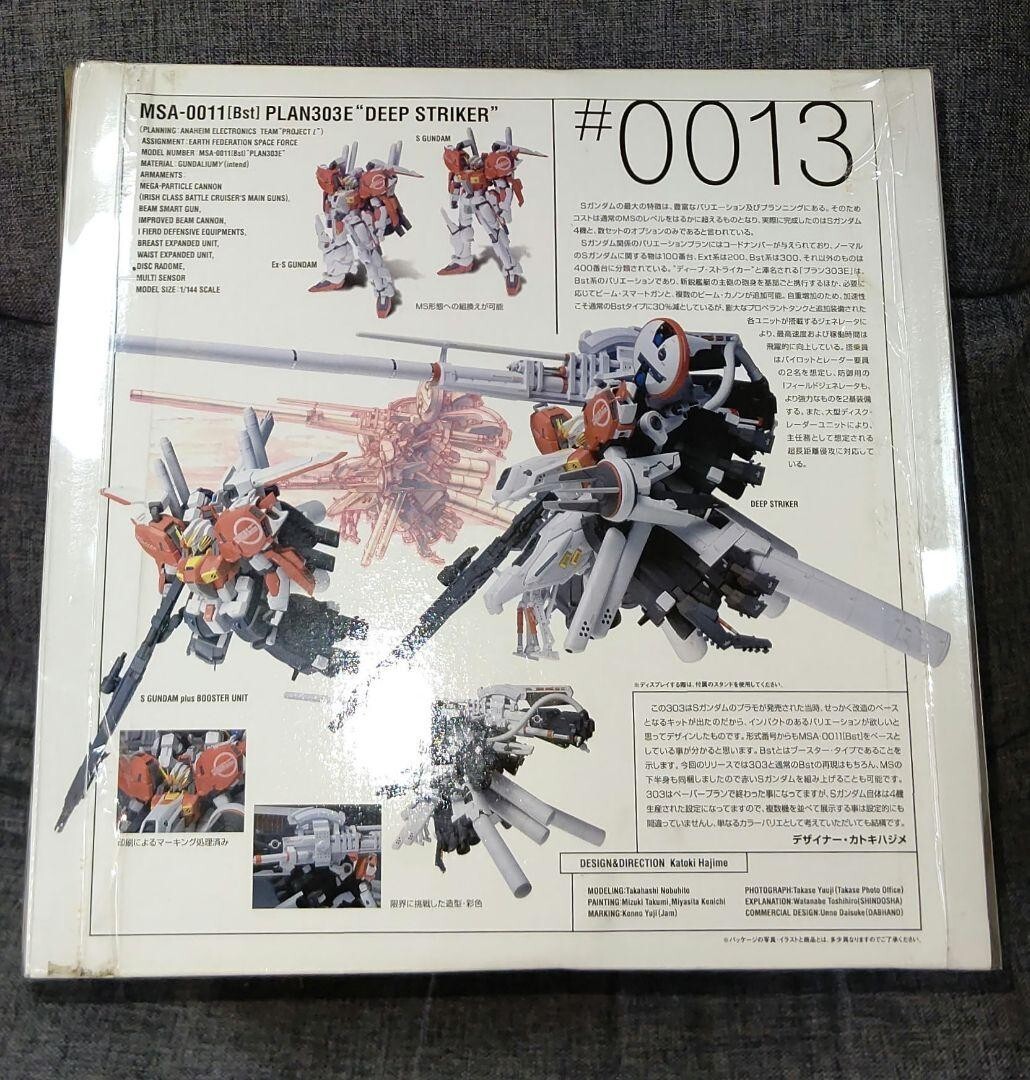 MSA-0011[Bst] PLAN303E "DEEP STRIKER"
(PLANNING:ANAHEIM ELECTRONICS TEAM "PROJECT ζ")
ASSIGNMENT:EARTH FEDERATION SPACE FORCE
MODEL NUMBER:MSA-0011[Bst]"PLAN303E"
MATERIAL:GUNDALIUMγ(intend)
ARMAMENTS:
MEGA-PARTICLE CANNON
(IRISH CLASS BATTLE CRUISER'S MAIN GUNS),
BEAM SMART GUN,
IMPROVED BEAM CANNON,
I FIERO DEFENSIVE EQUIPMENTS,
BREAST EXPANDED UNIT,
WAIST EXPANDED UNIT,
DISC RADOME,
MULTI SENSOR
MODEL SIZE:1/144 SCALE
S GUNDAM
Ex-S GUNDAM
MS形態への組換えが可能
#0013
Sガンダムの最大の特徴は、豊富なバリエーション及びプランニングにある。そのため
コストは通常のMSのレベルをはるかに超えるものとなり、実際に完成したのはSガンダム
4機と、数セットのオプションのみであると言われている。
Sガンダム関係のバリエーションプランにはコードナンバーが与えられており、ノーマル
のSガンダムに関する物は100番台、Ext系は200、Bst系は300、それ以外のものは
400番台に分類されている。"ディープ・ストライカー"と渾名される「プラン303E」は、
Bst系のバリエーションであり、新鋭艦艇の主砲の砲身を基部ごと携行するほか、必要に
応じてビーム・スマートガンと、複数のビーム・カノンが追加可能。自重増加のため、加速性
こそ通常のBstタイプに30%減としているが、膨大なプロペラントタンクと追加装備された
各ユニットが搭載するジェネレータに
より、最高速度および稼働時間は
飛躍的に向上している。搭乗員
はパイロットとレーダー要員
の2名を想定し、防御用の
Iフィールドジェネレータも、
より強力なものを2基装備
する。また、大型ディスク・
レーダーユニットにより、
主任務として想定される
超長距離侵攻に対応して
いる。
DEEP STRIKER
S GUNDAM plus BOOSTER UNIT
※ディスプレイする際は、付属のスタンドを使用してください。
この303はSガンダムのプラモが発売された当時、せっかく改造のベース
となるキットが出たのだから、インパクトのあるバリエーションが欲しいと
思ってデザインしたものです。形式番号からもMSA-0011[Bst]をベースと
している事が分かると思います。Bstとはブースター・タイプであることを
示します。今回のリリースでは303と通常のBstの再現はもちろん、MSの
下半身も同梱しましたので赤いSガンダムを組み上げることも可能です。
303はペーパープランで終わった事になってますが、Sガンダム自体は4機
生産された設定になってますので、複数機を並べて展示する事は設定的にも
間違っていませんし、単なるカラーバリエとして考えていただいても結構です。
デザイナー・カトキハジメ
印刷によるマーキング処理済み
限界に挑戦した造型・彩色
DESIGN&DIRECTION Katoki Hajime
MODELING:Takahashi Nobuhito
PAINTING:Mizuki Takumi,Miyasita Kenichi
MARKING:Konno Yuji(Jam)
PHOTOGRAPH:Takase Yuuji(Takase Photo Office)
EXPLANATION:Watanabe Toshihiro(SHINDOSHA)
COMMERCIAL DESIGN:Unno Daisuke(DABHAND)
※パッケージの写真・イラストと商品とは、多少異なりますのでご了承ください。